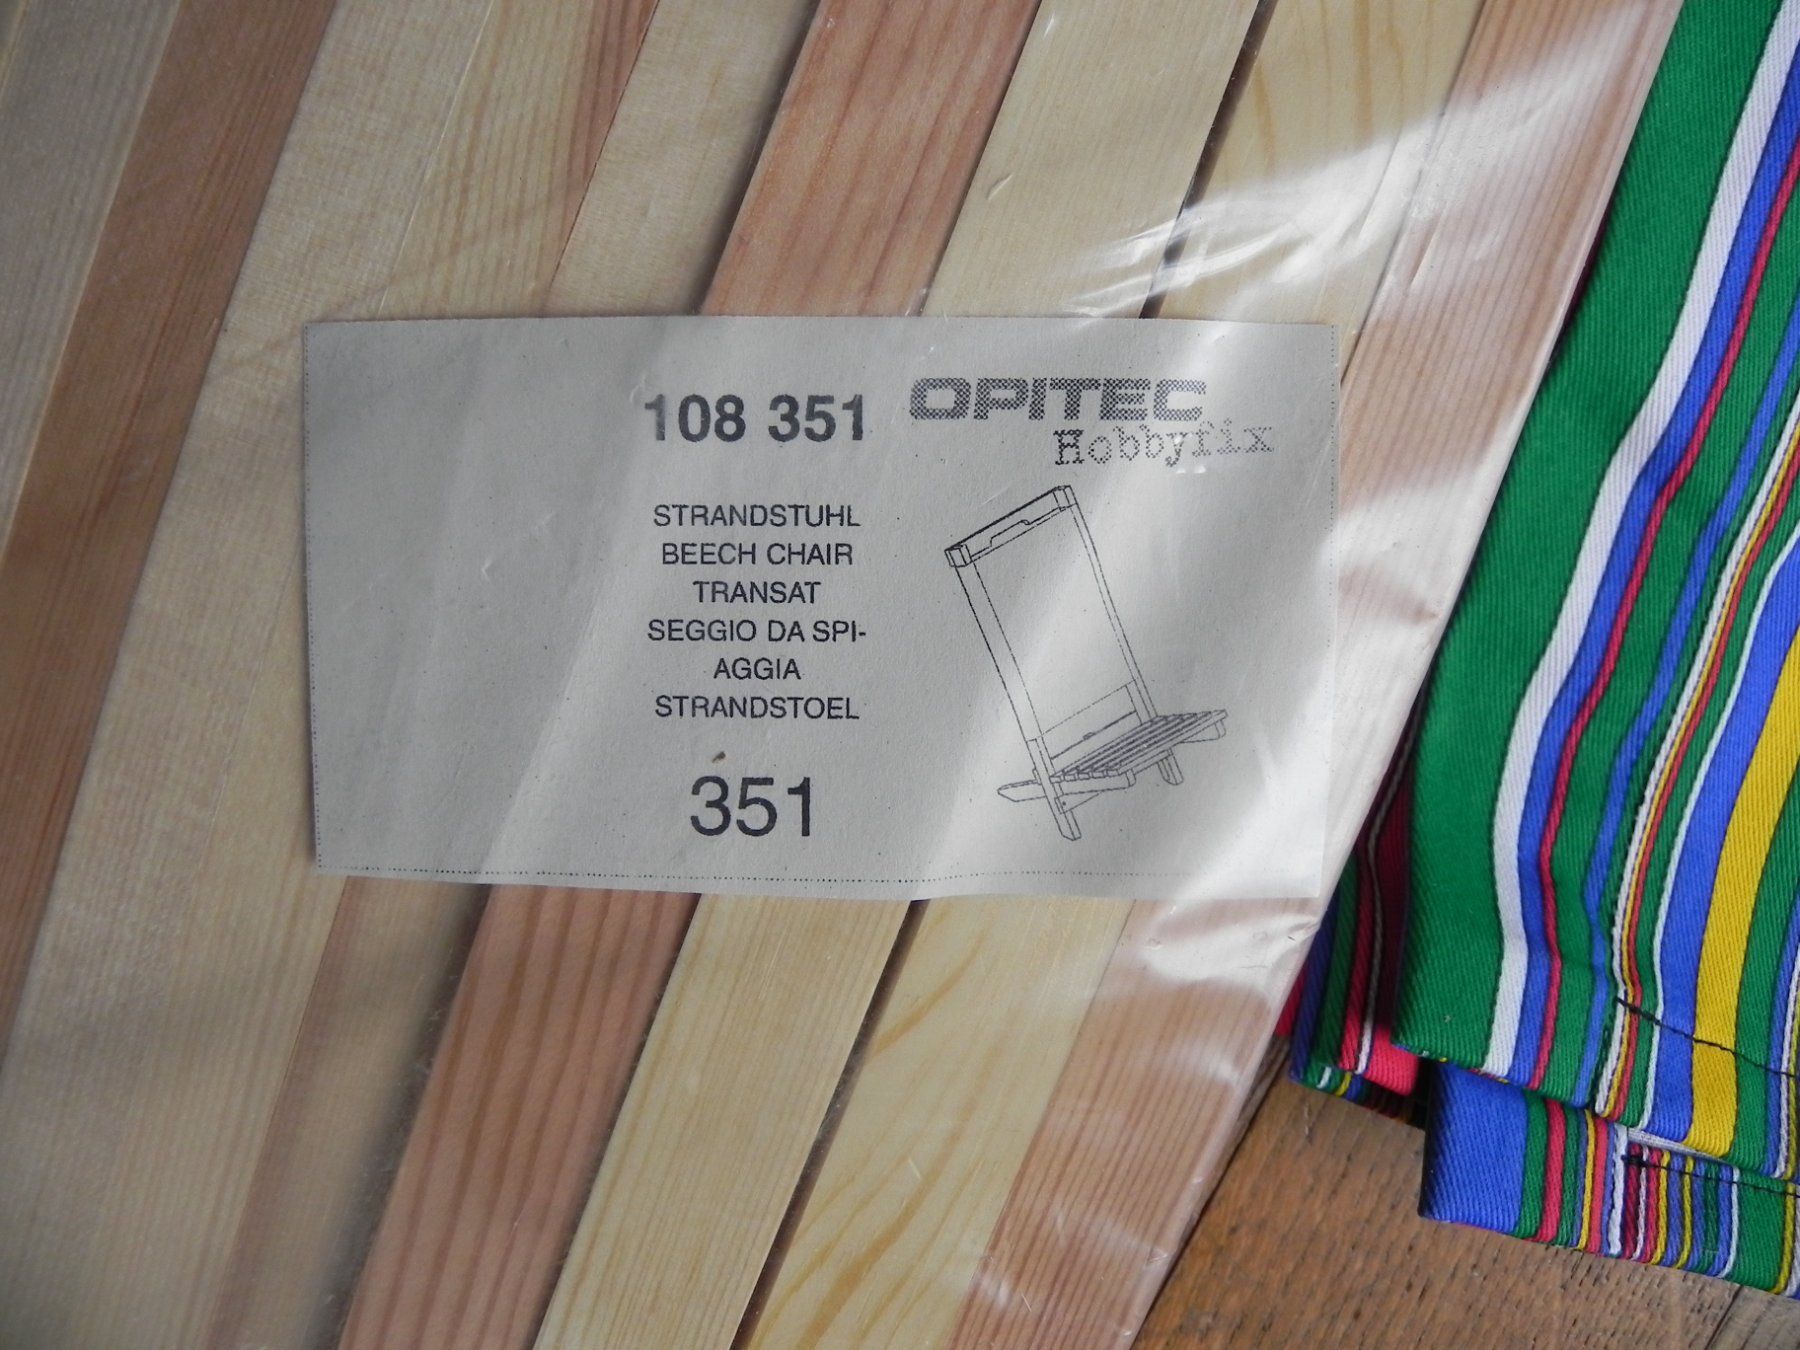 108 351
OPITEC
Hobbyfix
STRANDSTUHL
BEECH CHAIR
TRANSAT
SEGGIO DA SPI-
AGGIA
STRANDSTOEL
351